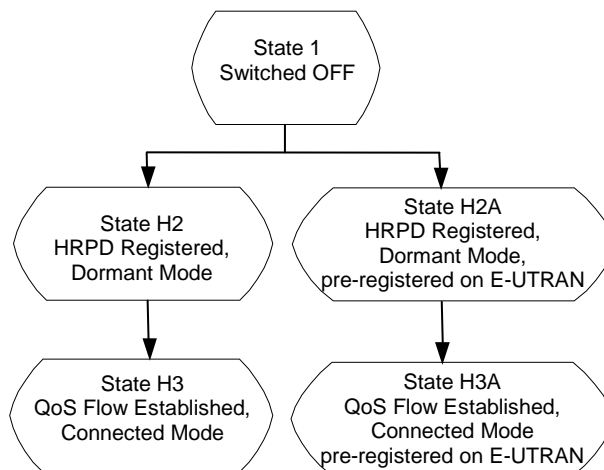 State 1
Switched OFF
State H2
HRPD Registered,
Dormant Mode
State H2A
HRPD Registered,
Dormant Mode,
pre-registered on E-UTRAN
State H3
QoS Flow Established,
Connected Mode
State H3A
QoS Flow Established,
Connected Mode
pre-registered on E-UTRAN